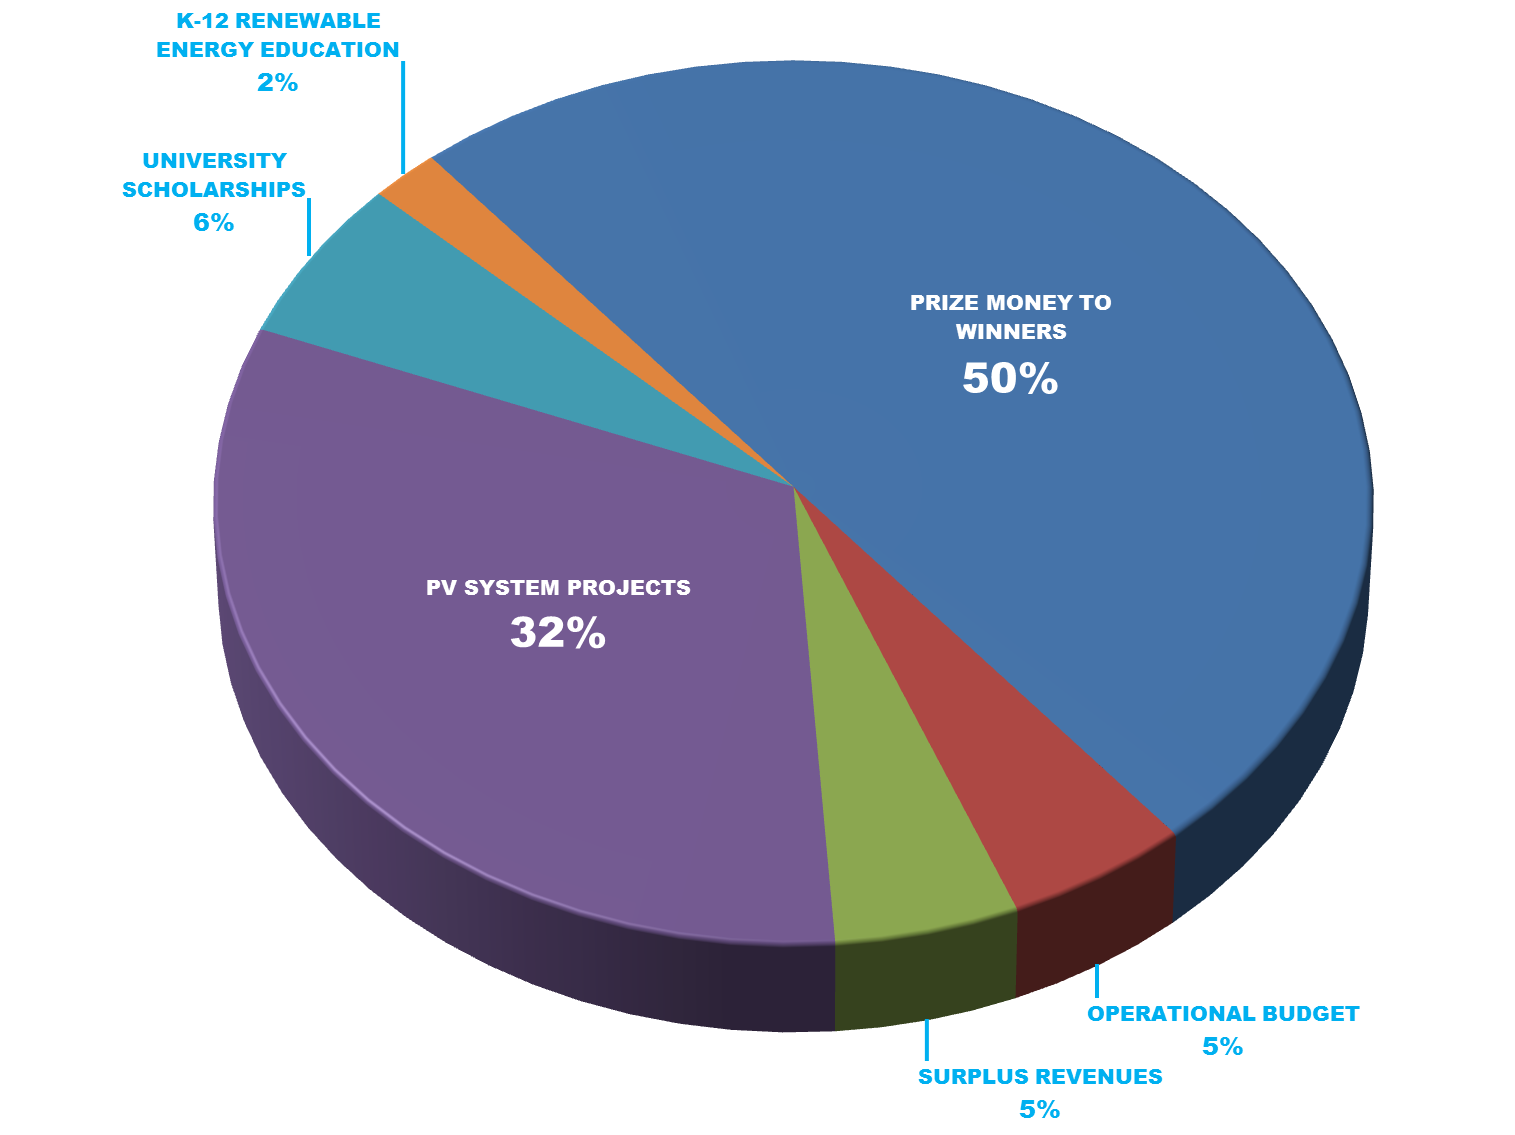 K-12 RENEWABLE
ENERGY EDUCATION
2%
UNIVERSITY
SCHOLARSHIPS
6%
PRIZE MONEY TO
WINNERS
50%
PV SYSTEM PROJECTS
32%
OPERATIONAL BUDGET
5%
SURPLUS REVENUES
5%